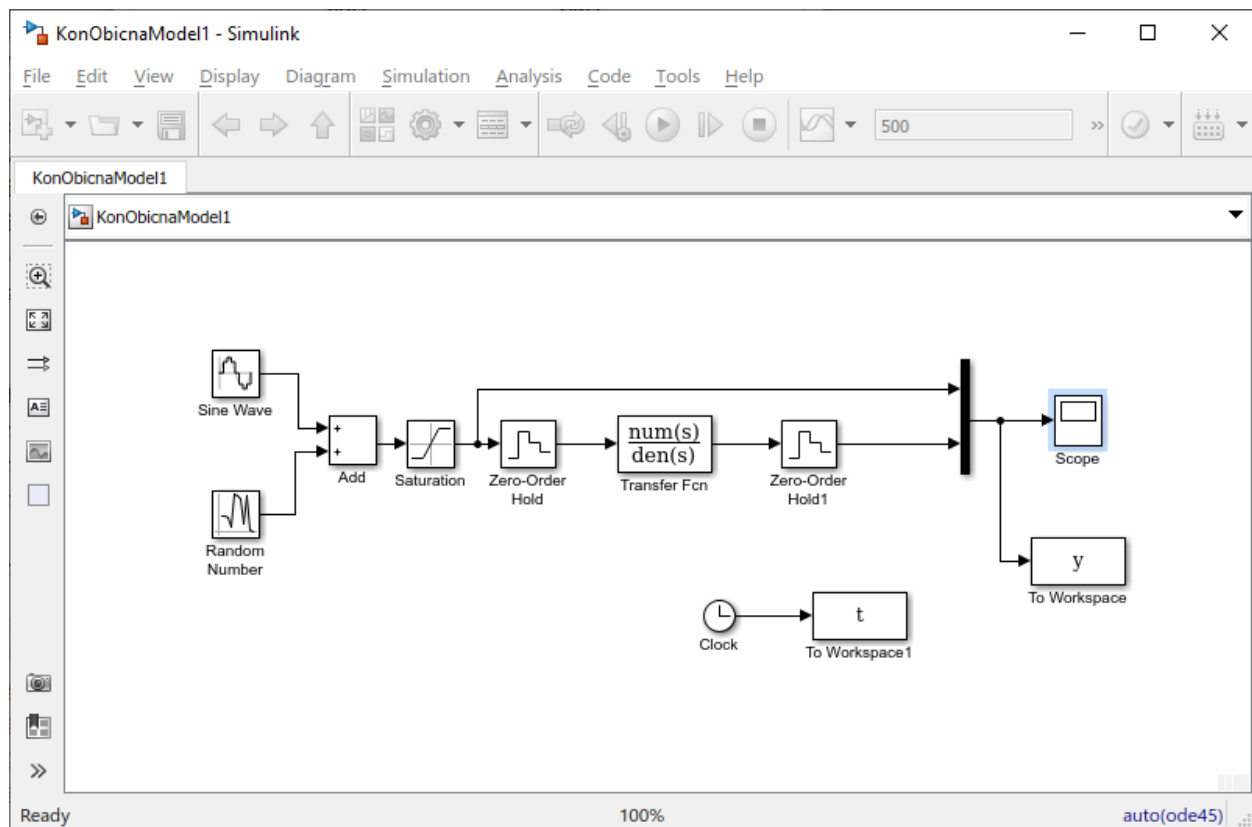 KonObicnaModel1 - Simulink
File Edit View Display Diagram Simulation Analysis Code Tools Help
500
KonObicnaModel1
KonObicnaModel1
Sine Wave
Random
Number
+
+
Add
Saturation
Zero-Order
Hold
num(s)
den(s)
Transfer Fcn
Zero-Order
Hold1
Scope
y
To Workspace
Clock
t
To Workspace1
Ready 100% auto(ode45)